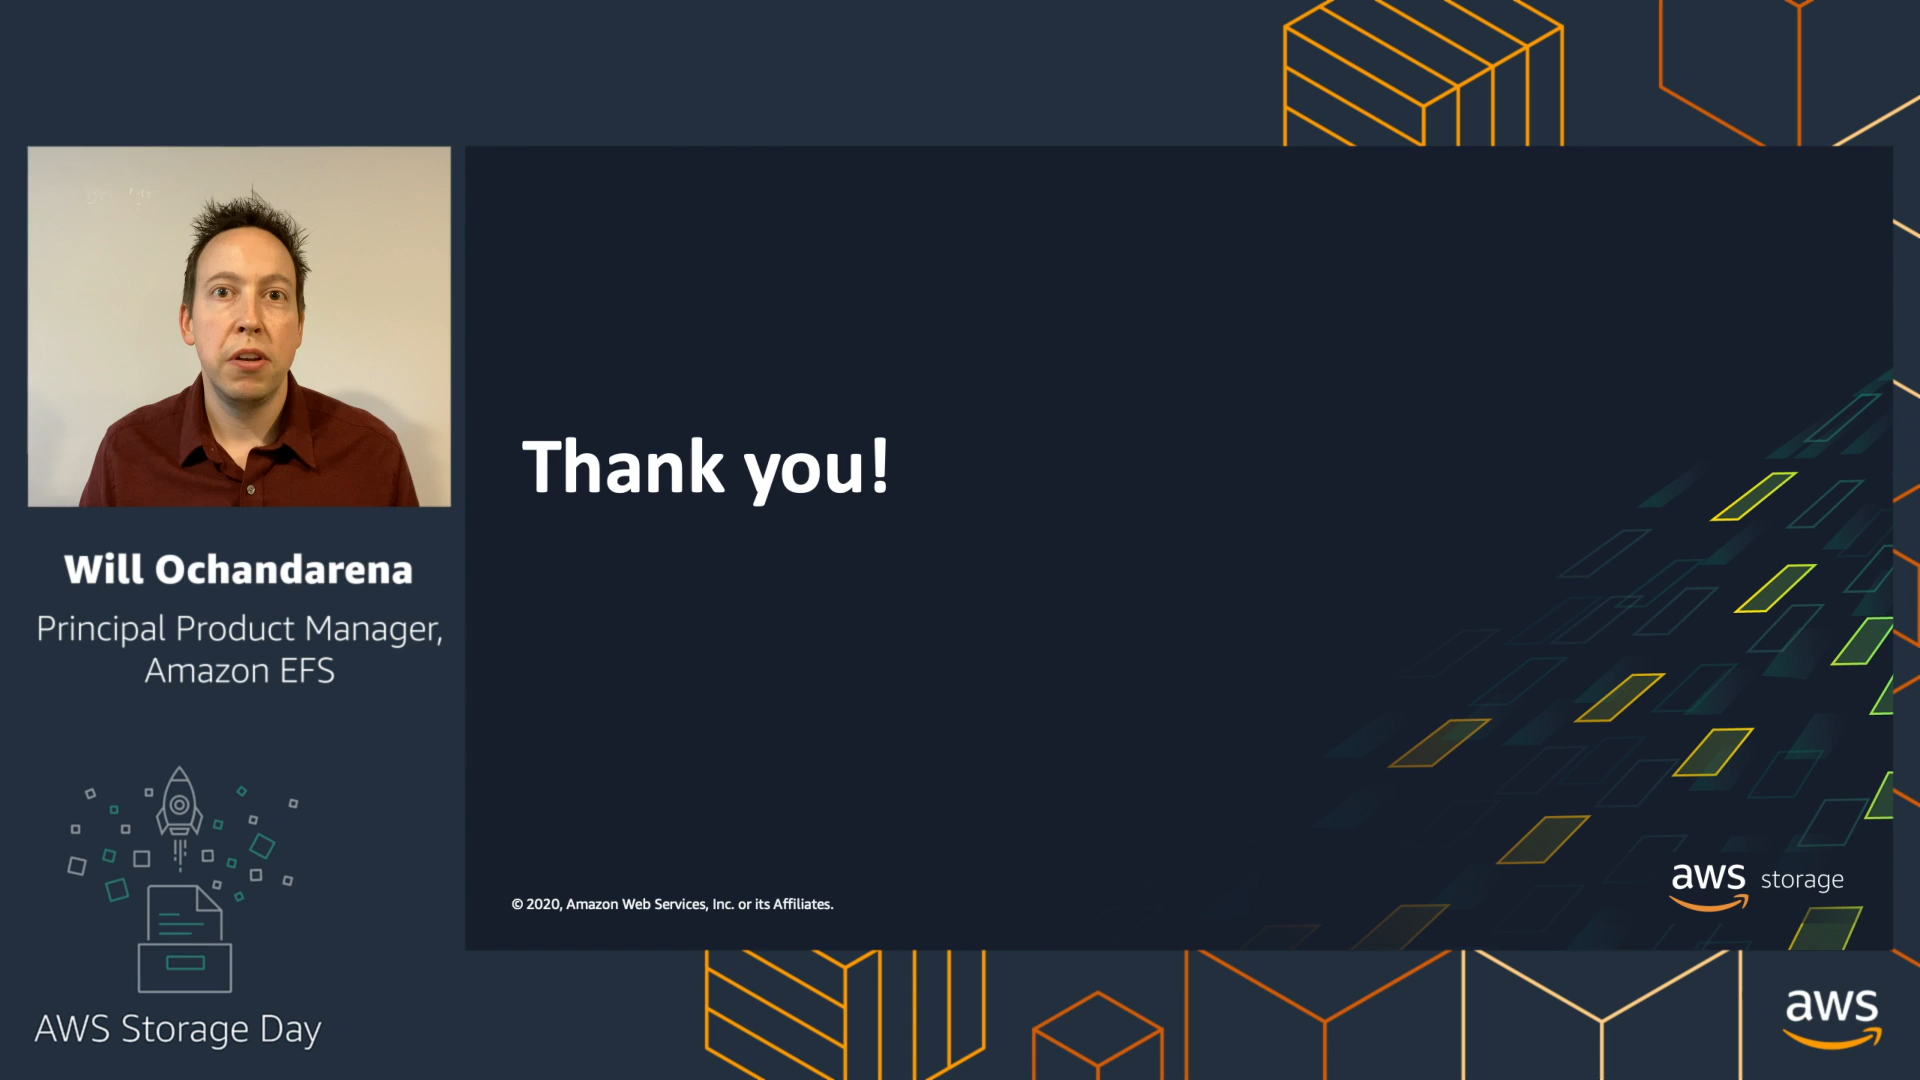 Thank you!
Will Ochandarena
Principal Product Manager,
Amazon EFS
aws storage
© 2020, Amazon Web Services, Inc. or its Affiliates.
AWS Storage Day
aws